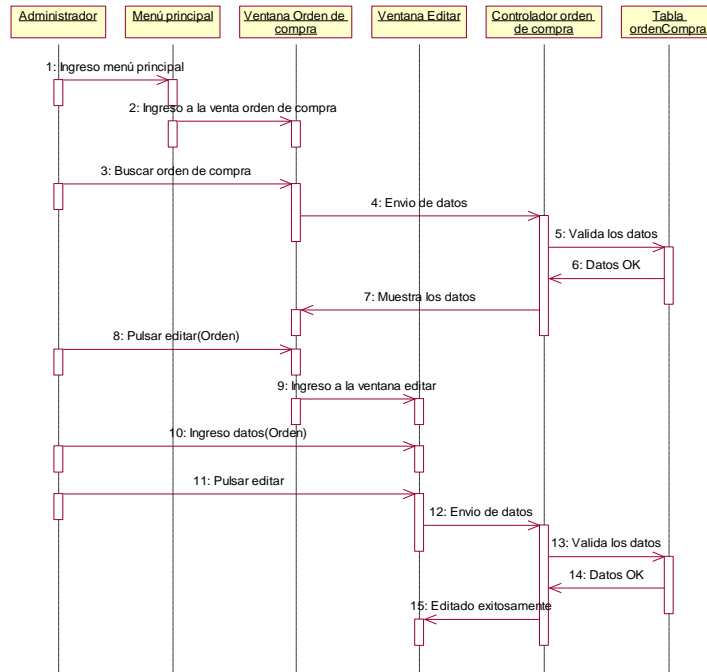 Administrador
Menú principal
Ventana Orden de
compra
Ventana Editar
Controlador orden
de compra
Tabla
ordenCompra
1: Ingreso menú principal
2: Ingreso a la venta orden de compra
3: Buscar orden de compra
4: Envio de datos
5: Valida los datos
6: Datos OK
7: Muestra los datos
8: Pulsar editar(Orden)
9: Ingreso a la ventana editar
10: Ingreso datos(Orden)
11: Pulsar editar
12: Envio de datos
13: Valida los datos
14: Datos OK
15: Editado exitosamente